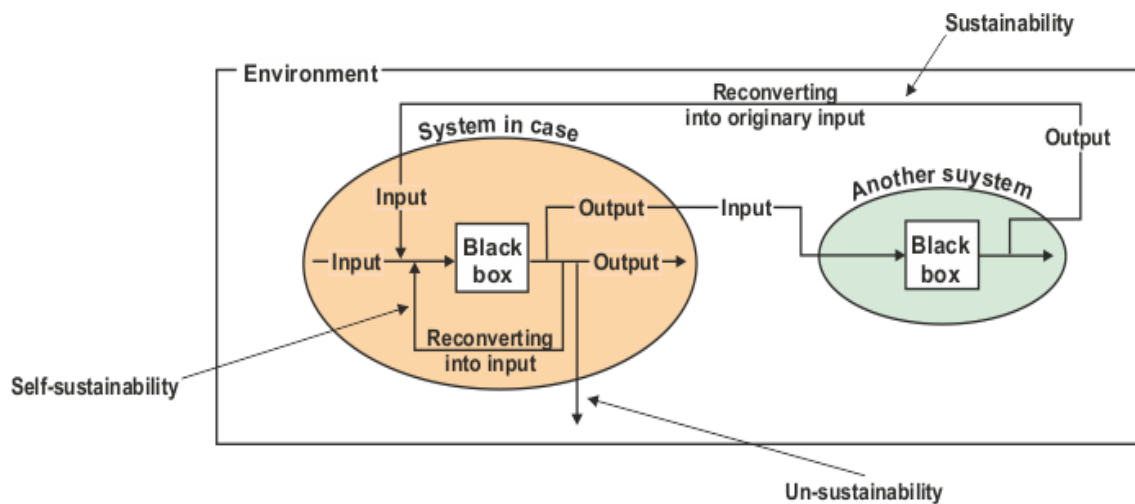 Sustainability
Environment
Reconverting
into originary input
System in case
Output
Another suystem
Input
Output
Input
Black
box
Input
Output
Black
box
Reconverting
into input
Self-sustainability
Un-sustainability